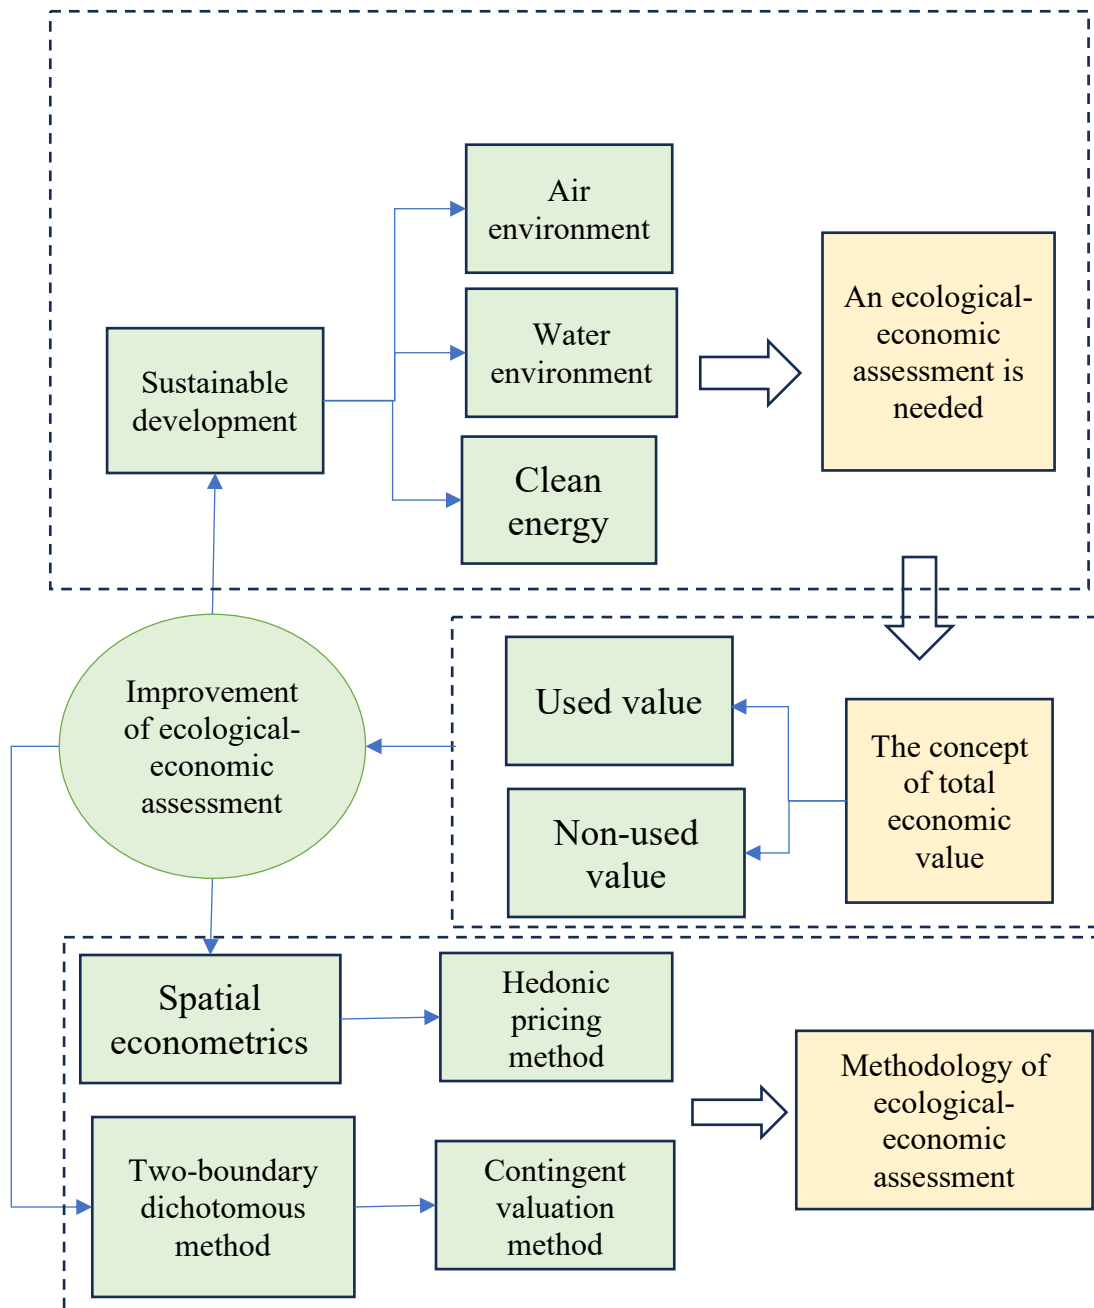 Air
environment
Water
environment
Clean
energy
Sustainable
development
An ecological-
economic
assessment is
needed
Improvement
of ecological-
economic
assessment
Used value
Non-used
value
The concept
of total
economic
value
Spatial
econometrics
Hedonic
pricing
method
Two-boundary
dichotomous
method
Contingent
valuation
method
Methodology of
ecological-
economic
assessment